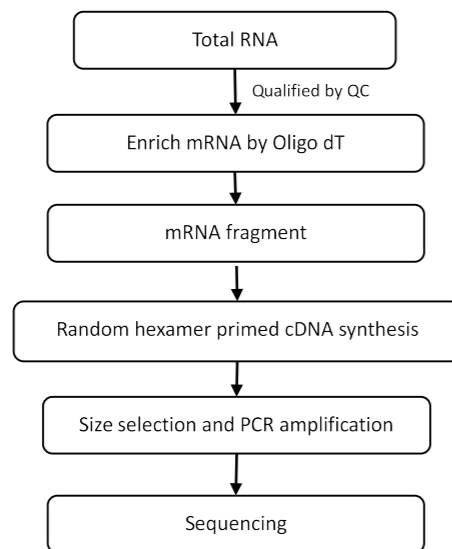 Total RNA
Qualified by QC
Enrich mRNA by Oligo dT
mRNA fragment
Random hexamer primed cDNA synthesis
Size selection and PCR amplification
Sequencing